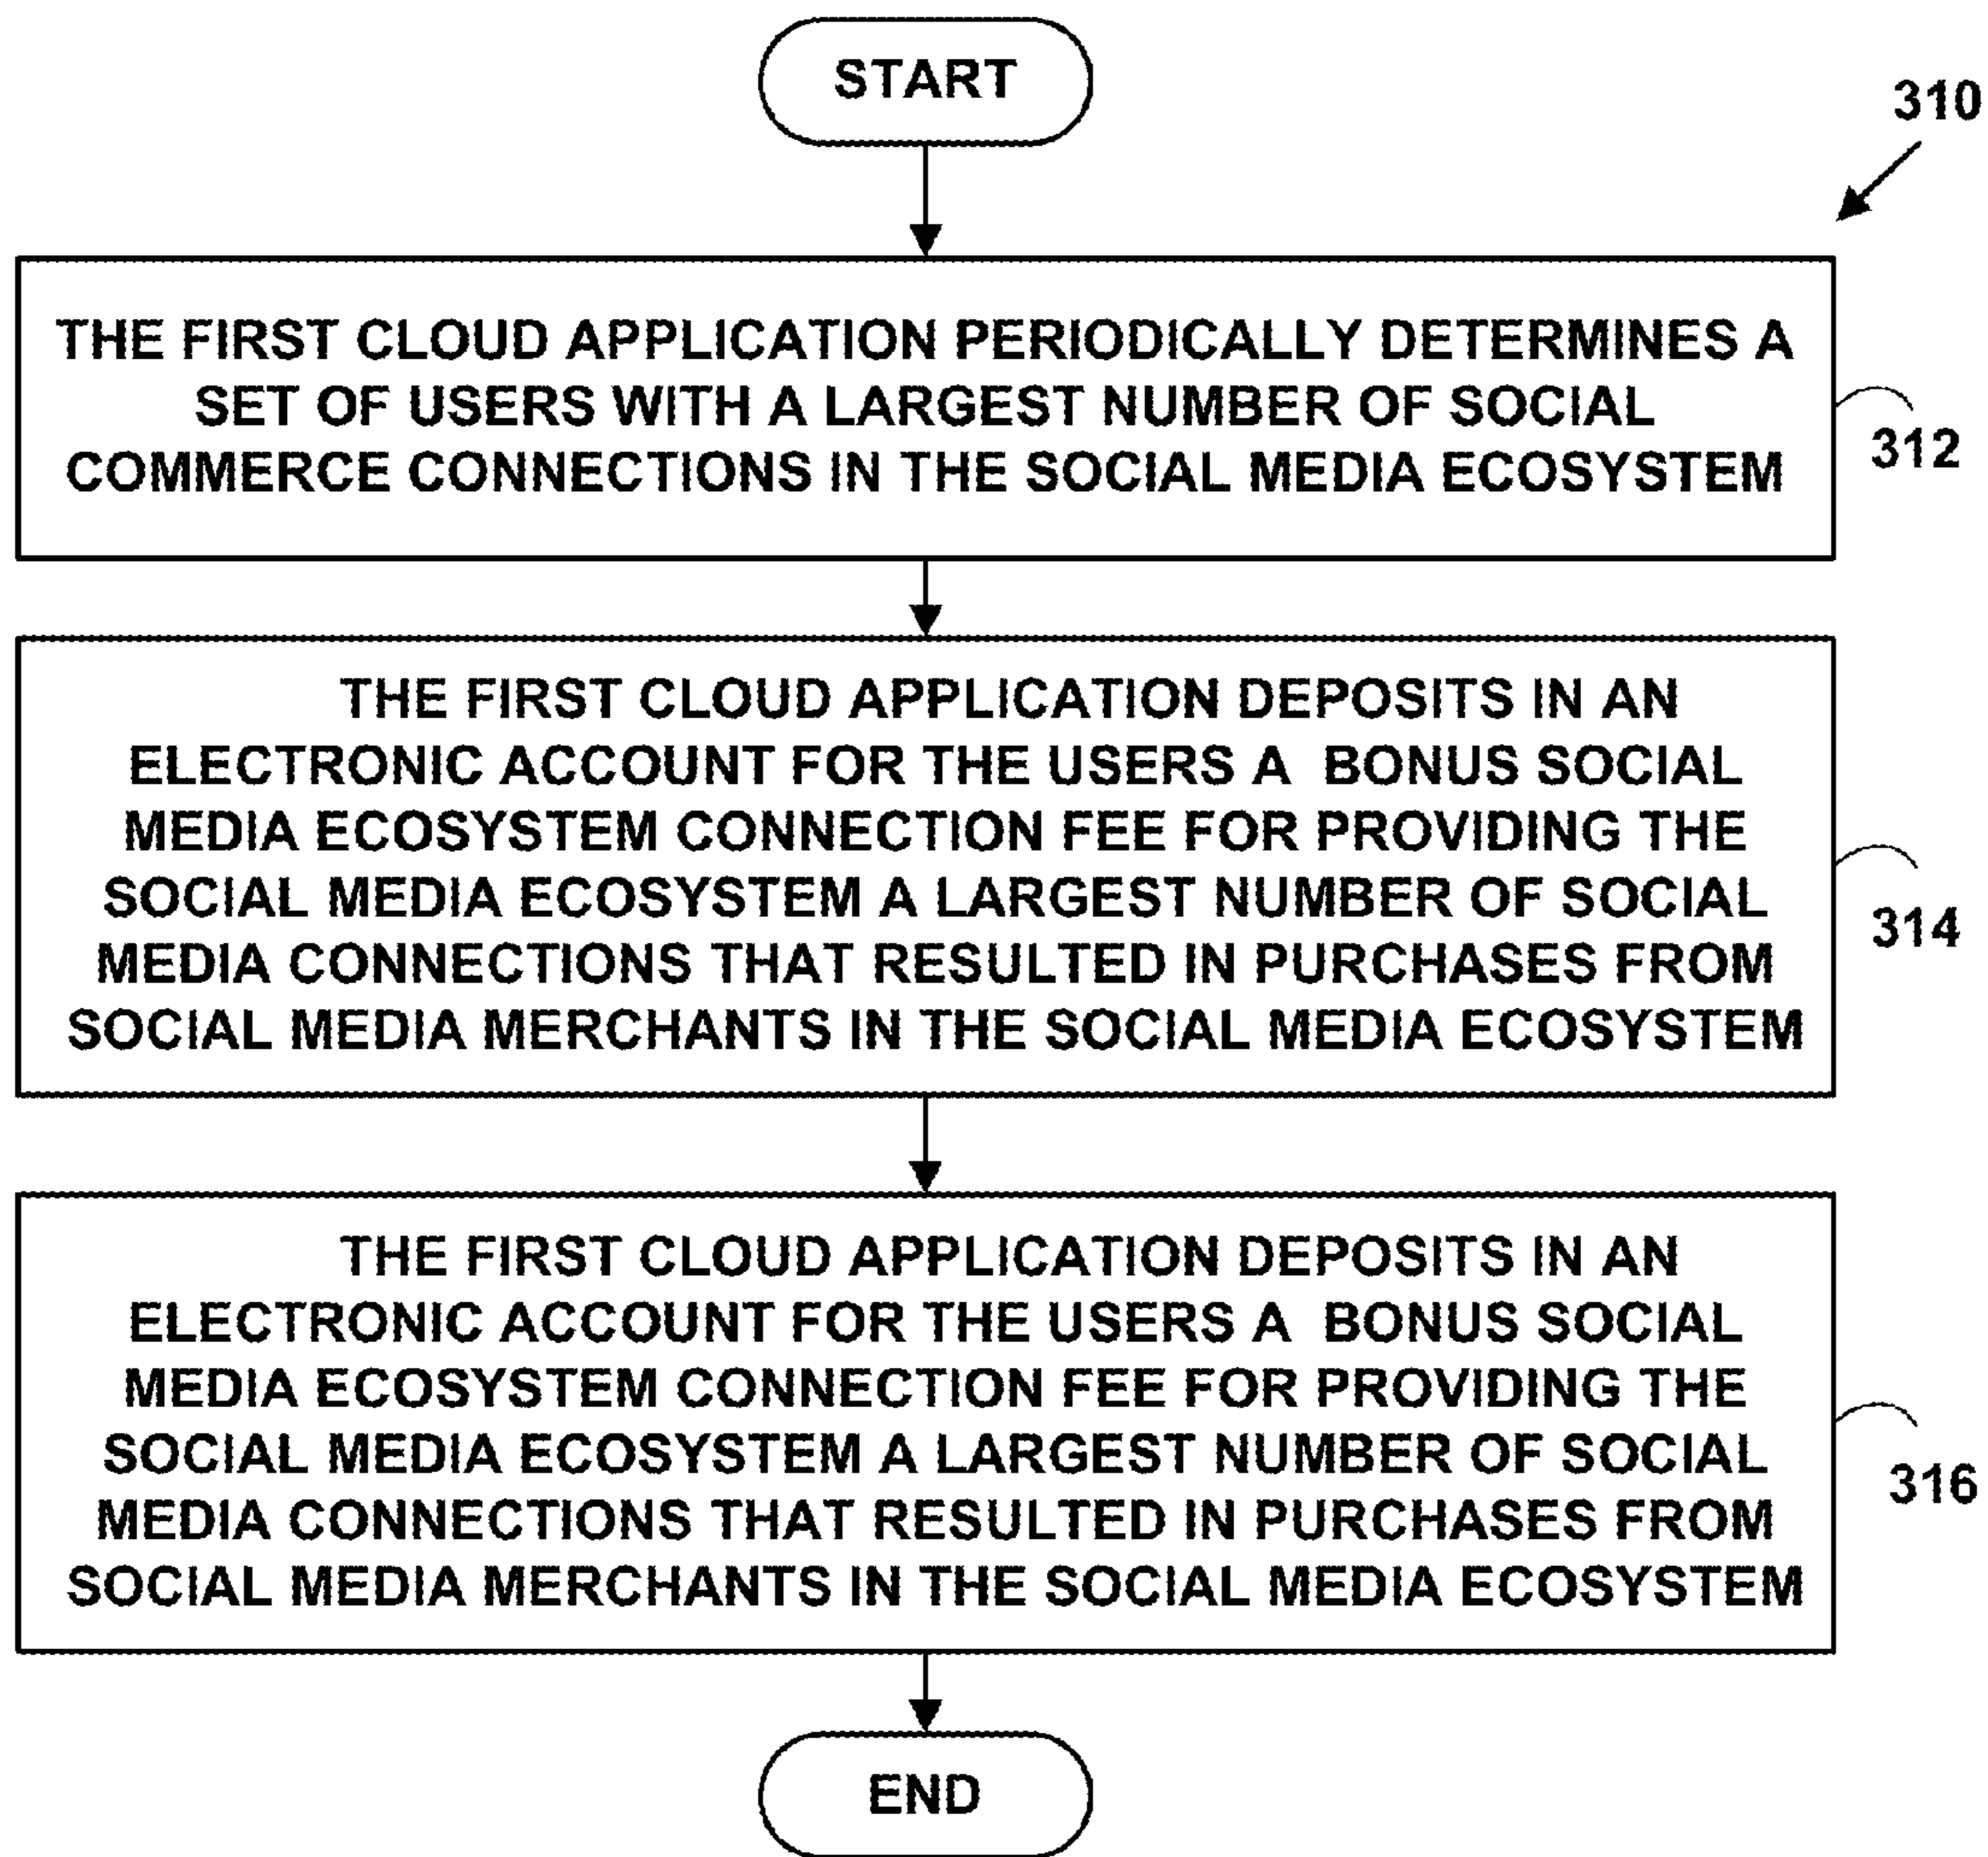 START
310
THE FIRST CLOUD APPLICATION PERIODICALLY DETERMINES A
SET OF USERS WITH A LARGEST NUMBER OF SOCIAL
COMMERCE CONNECTIONS IN THE SOCIAL MEDIA ECOSYSTEM
312
THE FIRST CLOUD APPLICATION DEPOSITS IN AN
ELECTRONIC ACCOUNT FOR THE USERS A BONUS SOCIAL
MEDIA ECOSYSTEM CONNECTION FEE FOR PROVIDING THE
SOCIAL MEDIA ECOSYSTEM A LARGEST NUMBER OF SOCIAL
MEDIA CONNECTIONS THAT RESULTED IN PURCHASES FROM
SOCIAL MEDIA MERCHANTS IN THE SOCIAL MEDIA ECOSYSTEM
314
THE FIRST CLOUD APPLICATION DEPOSITS IN AN
ELECTRONIC ACCOUNT FOR THE USERS A BONUS SOCIAL
MEDIA ECOSYSTEM CONNECTION FEE FOR PROVIDING THE
SOCIAL MEDIA ECOSYSTEM A LARGEST NUMBER OF SOCIAL
MEDIA CONNECTIONS THAT RESULTED IN PURCHASES FROM
SOCIAL MEDIA MERCHANTS IN THE SOCIAL MEDIA ECOSYSTEM
316
END